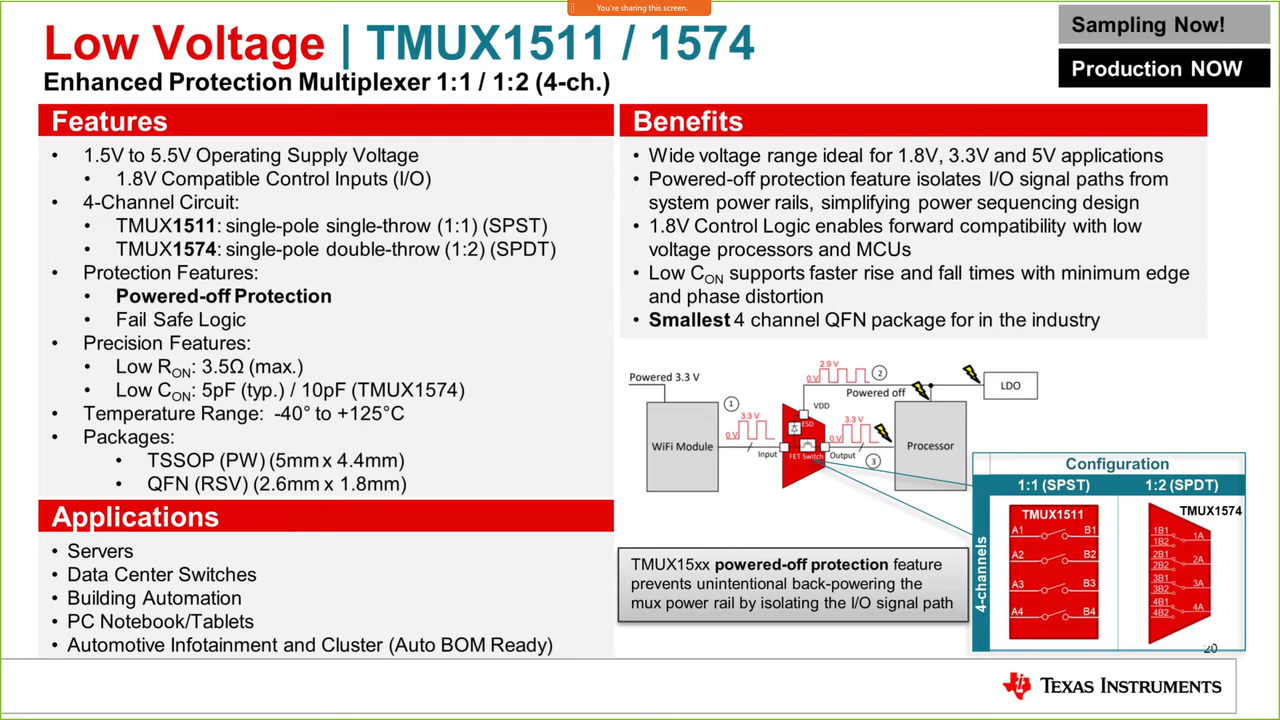 You're sharing this screen.
Low Voltage | TMUX1511 / 1574
Enhanced Protection Multiplexer 1:1 / 1:2 (4-ch.)
Sampling Now!
Production NOW
Features
• 1.5V to 5.5V Operating Supply Voltage
• 1.8V Compatible Control Inputs (I/O)
• 4-Channel Circuit:
• TMUX1511: single-pole single-throw (1:1) (SPST)
• TMUX1574: single-pole double-throw (1:2) (SPDT)
• Protection Features:
• Powered-off Protection
• Fail Safe Logic
• Precision Features:
• Low RON: 3.5Ω (max.)
• Low CON: 5pF (typ.) / 10pF (TMUX1574)
• Temperature Range: -40° to +125°C
• Packages:
• TSSOP (PW) (5mm x 4.4mm)
• QFN (RSV) (2.6mm x 1.8mm)
Applications
• Servers
• Data Center Switches
• Building Automation
• PC Notebook/Tablets
• Automotive Infotainment and Cluster (Auto BOM Ready)
Benefits
• Wide voltage range ideal for 1.8V, 3.3V and 5V applications
• Powered-off protection feature isolates I/O signal paths from
system power rails, simplifying power sequencing design
• 1.8V Control Logic enables forward compatibility with low
voltage processors and MCUs
• Low CON supports faster rise and fall times with minimum edge
and phase distortion
• Smallest 4 channel QFN package for in the industry
Powered 3.3 V
WiFi Module
1
3.3 V
0 V
Input
2.9 V
0 V
2
Powered off
VDD
ESD
FET Switch
3.3 V
0 V
Output
3
Processor
LDO
TMUX15xx powered-off protection feature
prevents unintentional back-powering the
mux power rail by isolating the I/O signal path
Configuration
1:1 (SPST)
1:2 (SPDT)
4-channels
TMUX1511
A1 B1
A2 B2
A3 B3
A4 B4
TMUX1574
1B1
1B2
1A
2B1
2B2
2A
3B1
3B2
3A
4B1
4B2
4A
20
TEXAS INSTRUMENTS